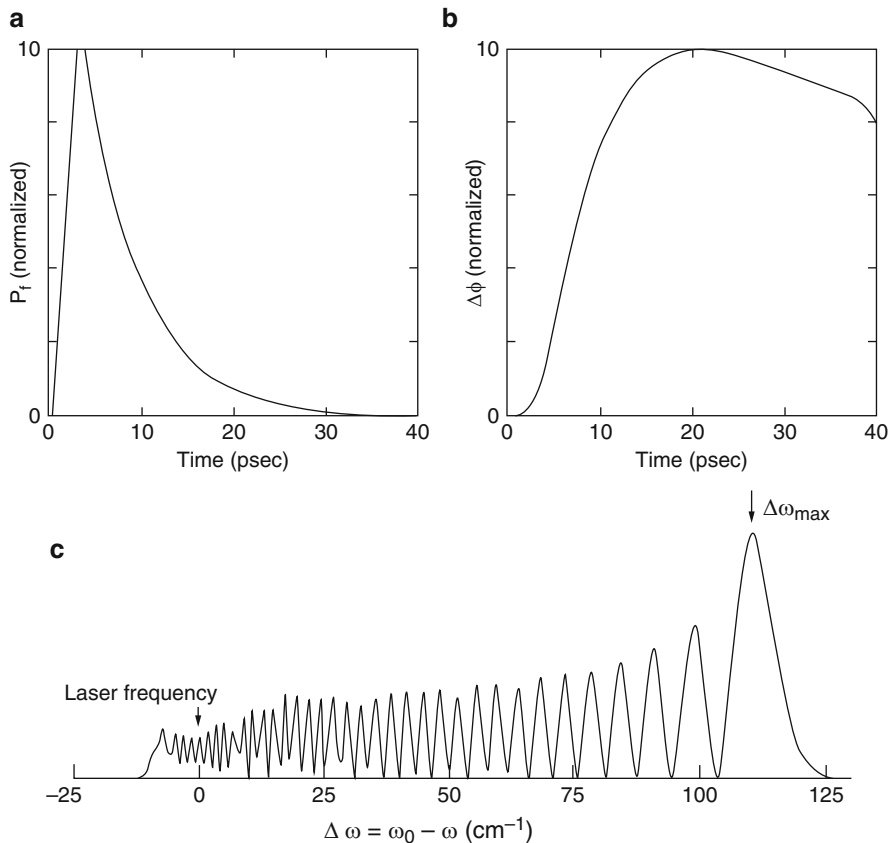 a
10
P_f (normalized)
0
0 10 20 30 40
Time (psec)
b
10
Δϕ (normalized)
0
0 10 20 30 40
Time (psec)
c
Δω_max
Laser frequency
−25 0 25 50 75 100 125
Δ ω = ω_0 − ω (cm^−1)